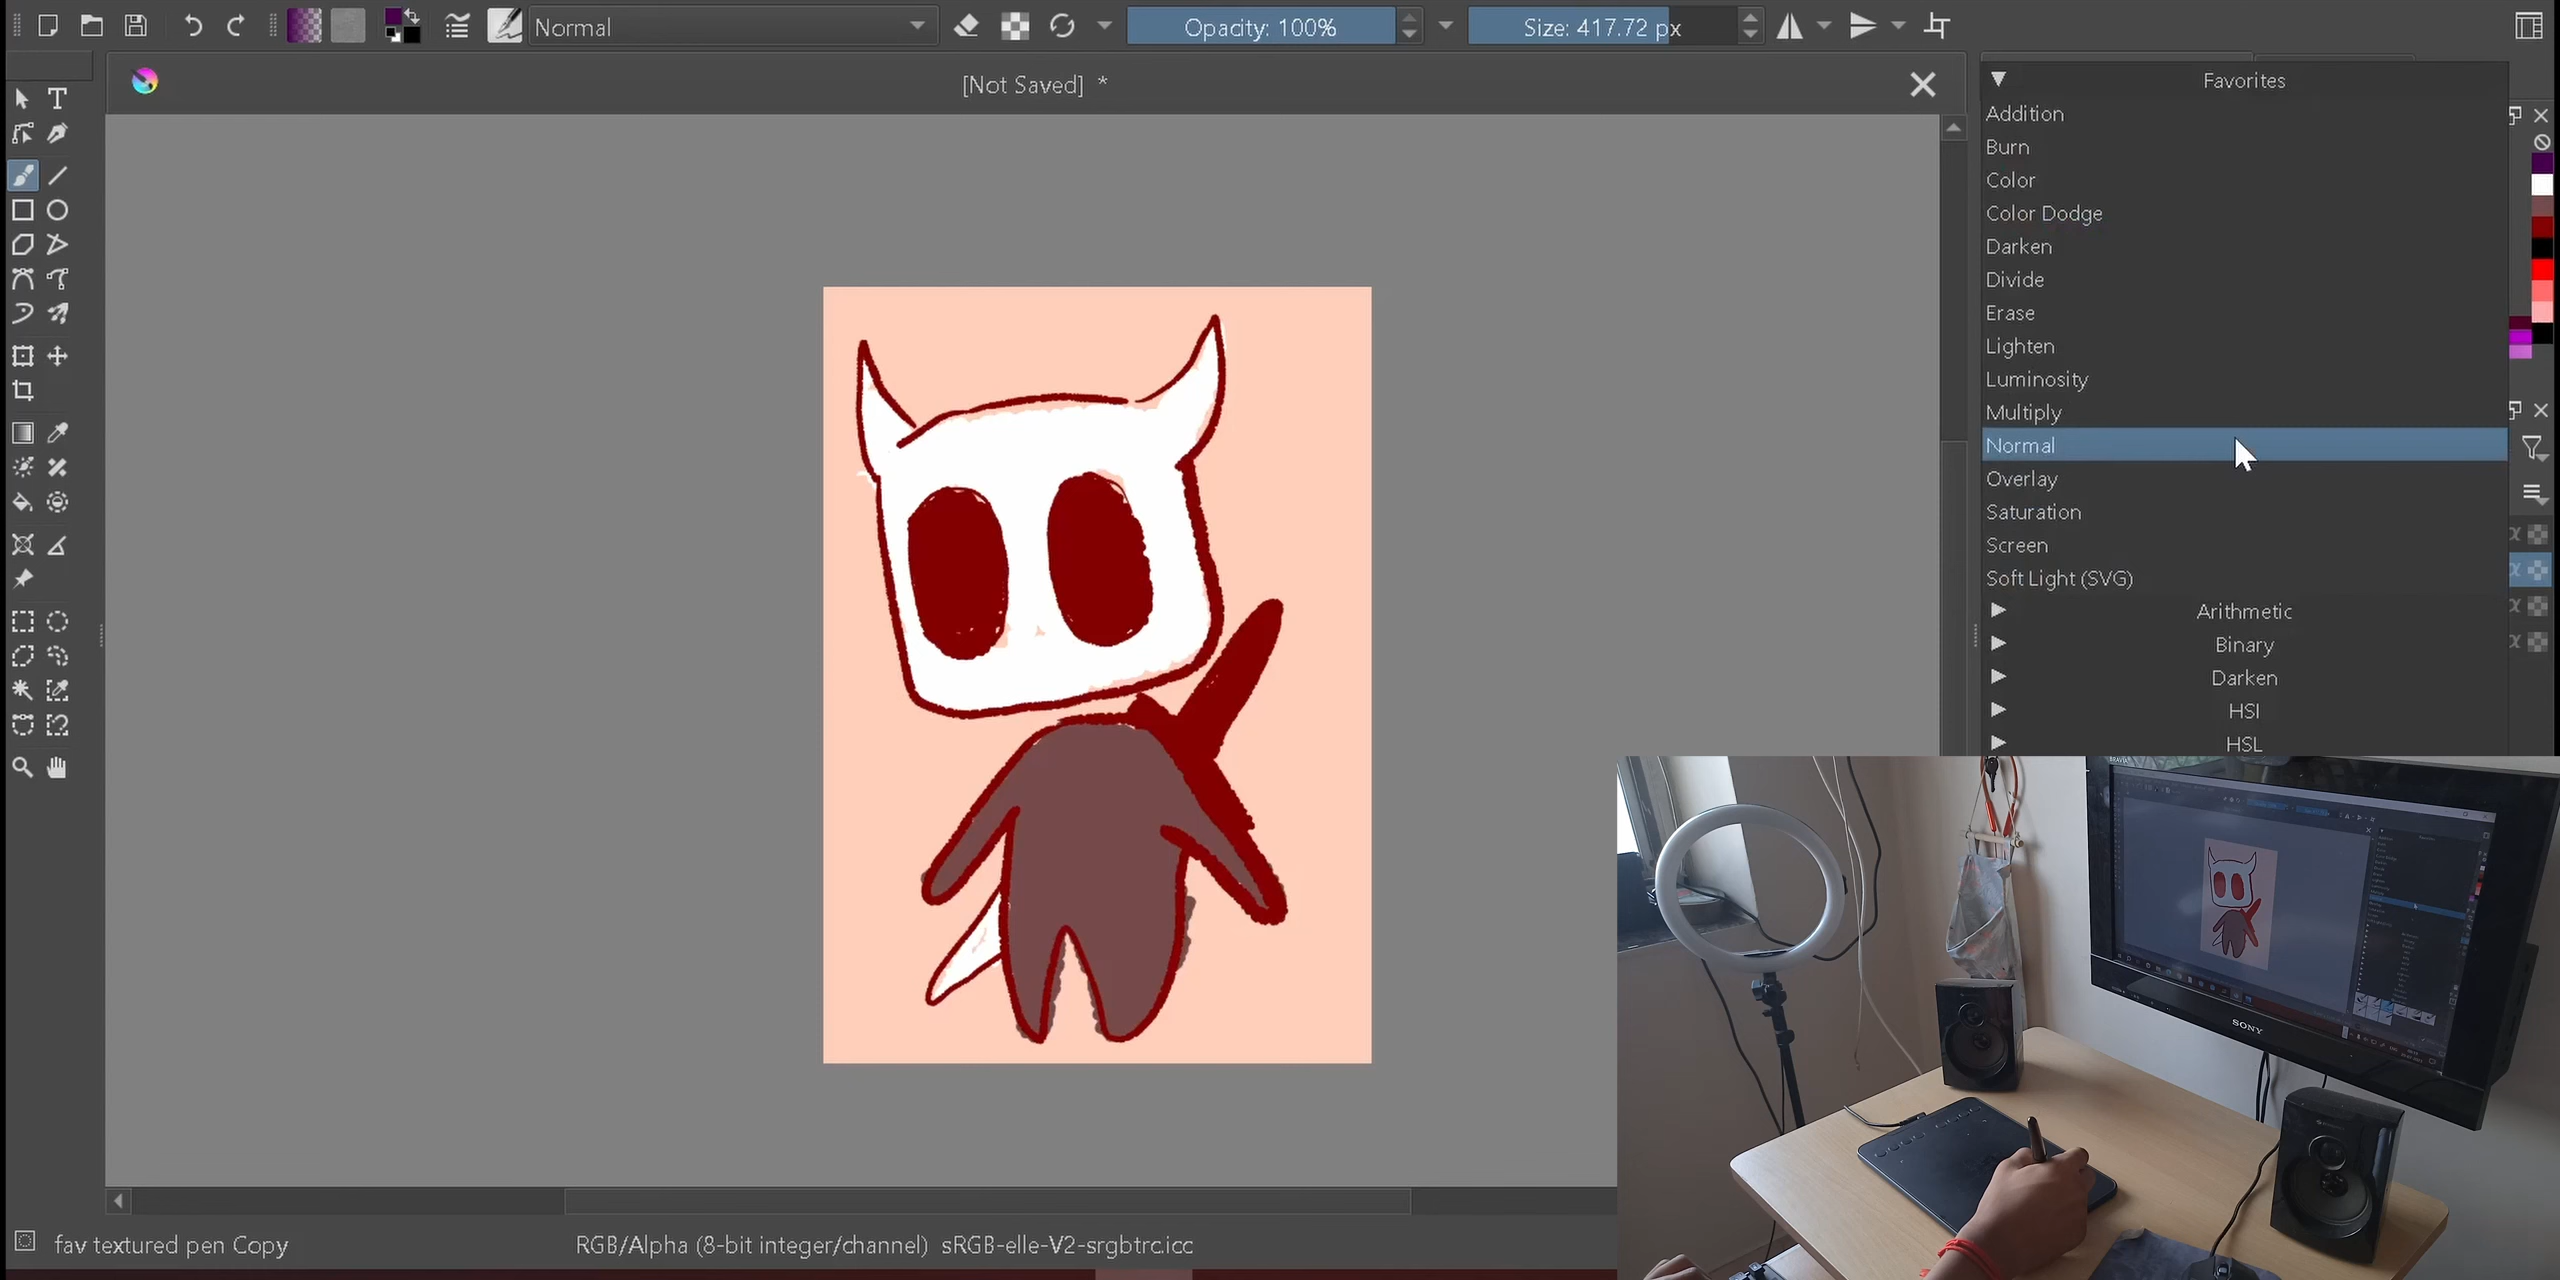 Normal
Opacity: 100%
Size: 417.72 px
[Not Saved] *
T
Favorites
Addition
Burn
Color
Color Dodge
Darken
Divide
Erase
Lighten
Luminosity
Multiply
Normal
Overlay
Saturation
Screen
Soft Light (SVG)
Arithmetic
Binary
Darken
HSI
HSL
BRAVIA
SONY
fav textured pen Copy
RGB/Alpha (8-bit integer/channel) sRGB-elle-V2-srgbtrc.icc